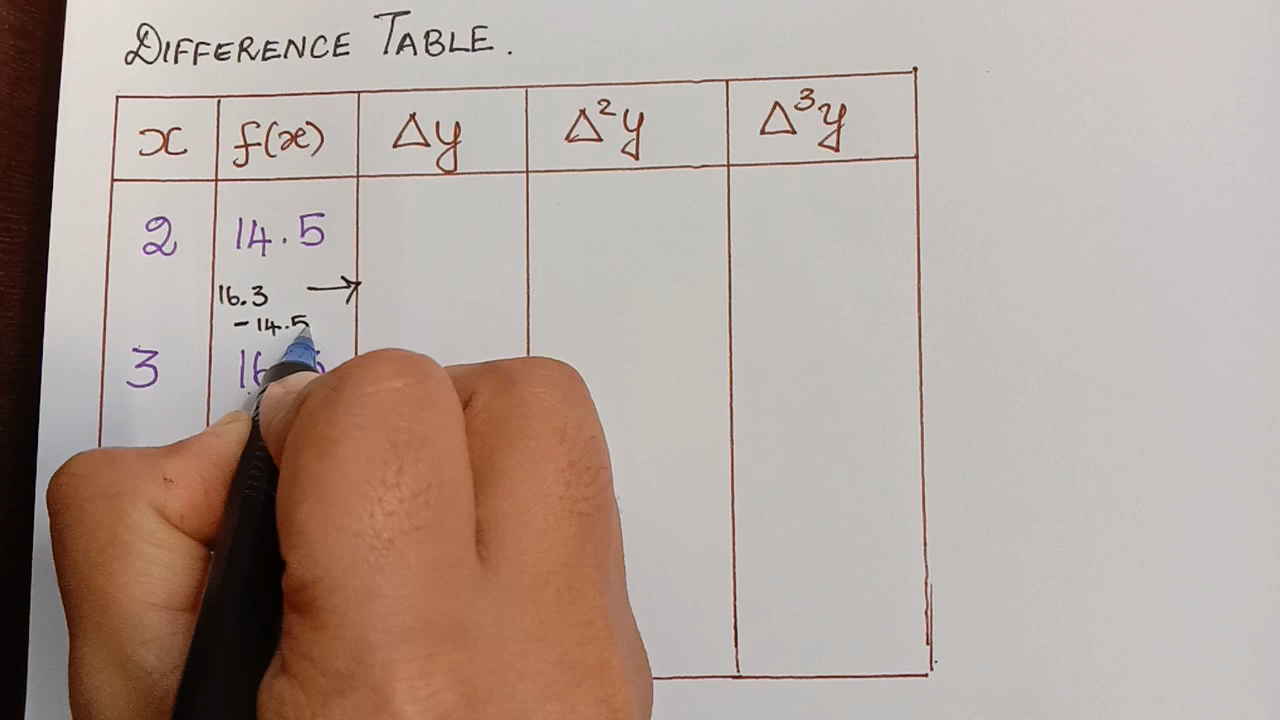 DIFFERENCE TABLE.
x f(x) Δy Δ²y Δ³y
2 14.5
16.3 →
-14.5
3